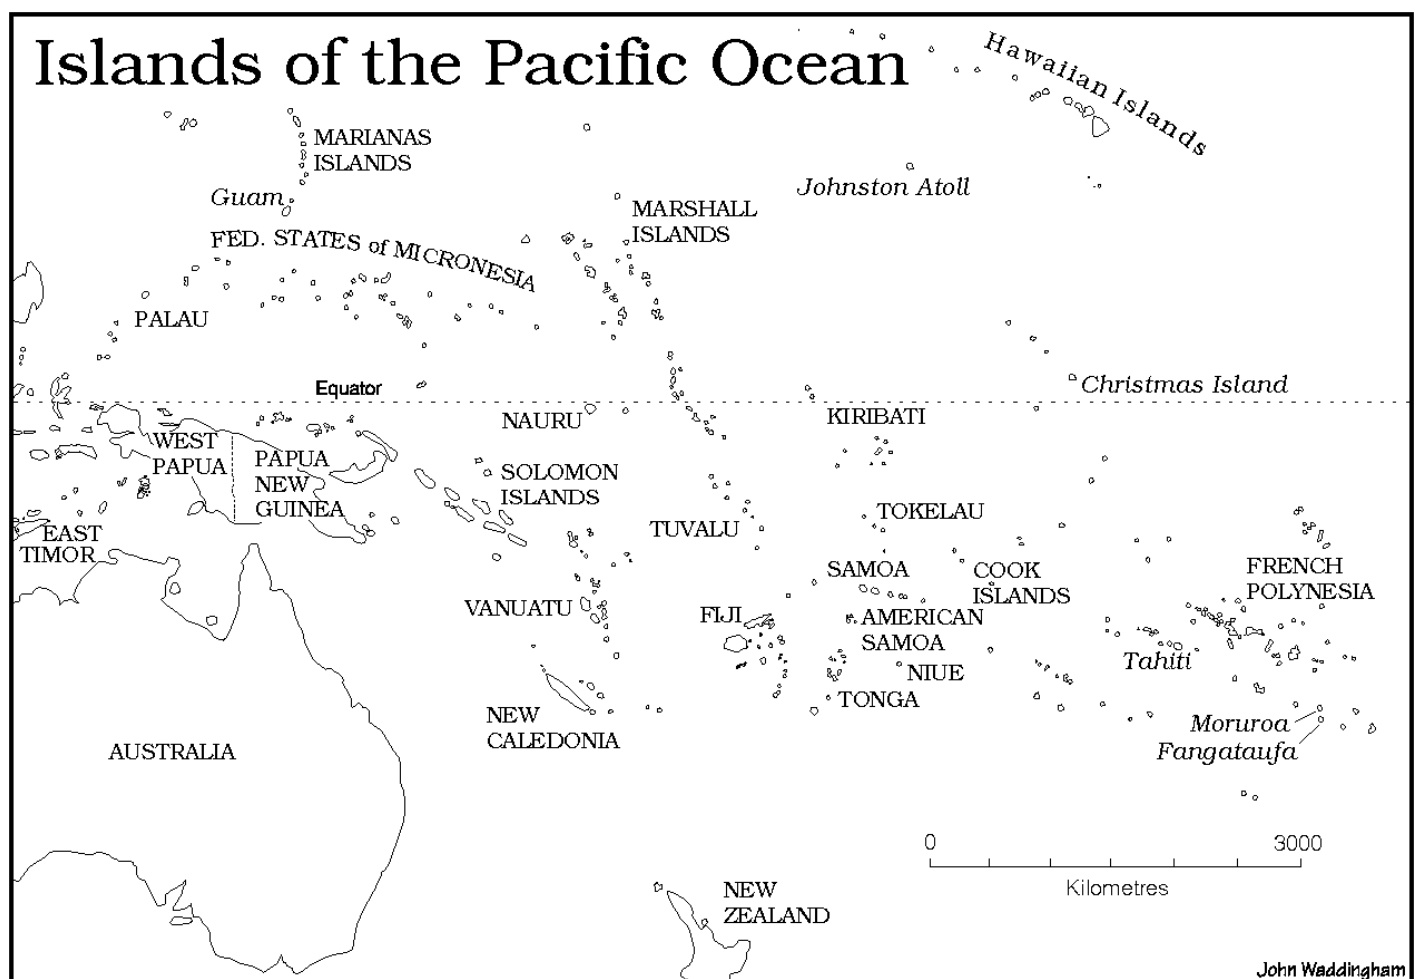 Islands of the Pacific Ocean
Hawaiian Islands
MARIANAS
ISLANDS
Johnston Atoll
Guam
MARSHALL
ISLANDS
FED. STATES of MICRONESIA
PALAU
Equator
Christmas Island
NAURU
KIRIBATI
WEST
PAPUA
PAPUA
NEW
GUINEA
SOLOMON
ISLANDS
TUVALU
TOKELAU
EAST
TIMOR
SAMOA
COOK
ISLANDS
FRENCH
POLYNESIA
VANUATU
FIJI
AMERICAN
SAMOA
Tahiti
NIUE
TONGA
NEW
CALEDONIA
Moruroa
Fangataufa
AUSTRALIA
0 3000
Kilometres
NEW
ZEALAND
John Waddingham